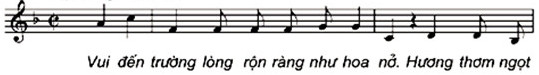 Vui đến trường lòng rộn ràng như hoa nở. Hương thơm ngọt